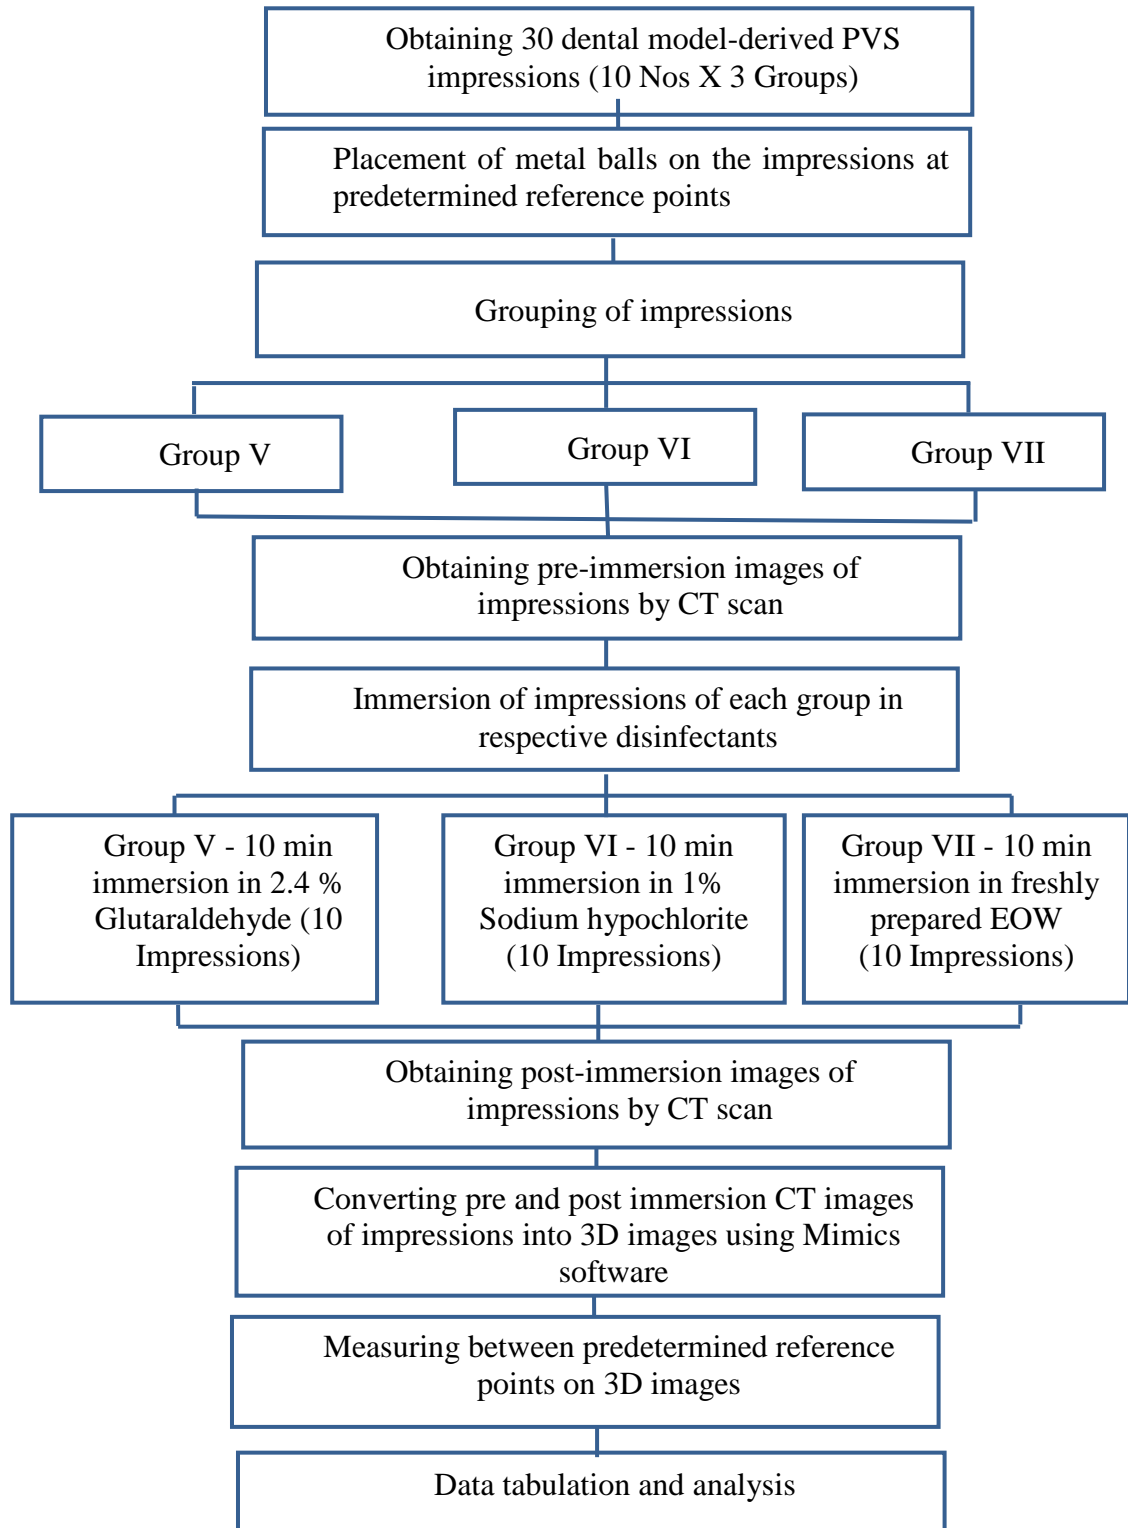 Obtaining 30 dental model-derived PVS
impressions (10 Nos X 3 Groups)
Placement of metal balls on the impressions at
predetermined reference points
Grouping of impressions
Group V
Group VI
Group VII
Obtaining pre-immersion images of
impressions by CT scan
Immersion of impressions of each group in
respective disinfectants
Group V - 10 min
immersion in 2.4 %
Glutaraldehyde (10
Impressions)
Group VI - 10 min
immersion in 1%
Sodium hypochlorite
(10 Impressions)
Group VII - 10 min
immersion in freshly
prepared EOW
(10 Impressions)
Obtaining post-immersion images of
impressions by CT scan
Converting pre and post immersion CT images
of impressions into 3D images using Mimics
software
Measuring between predetermined reference
points on 3D images
Data tabulation and analysis